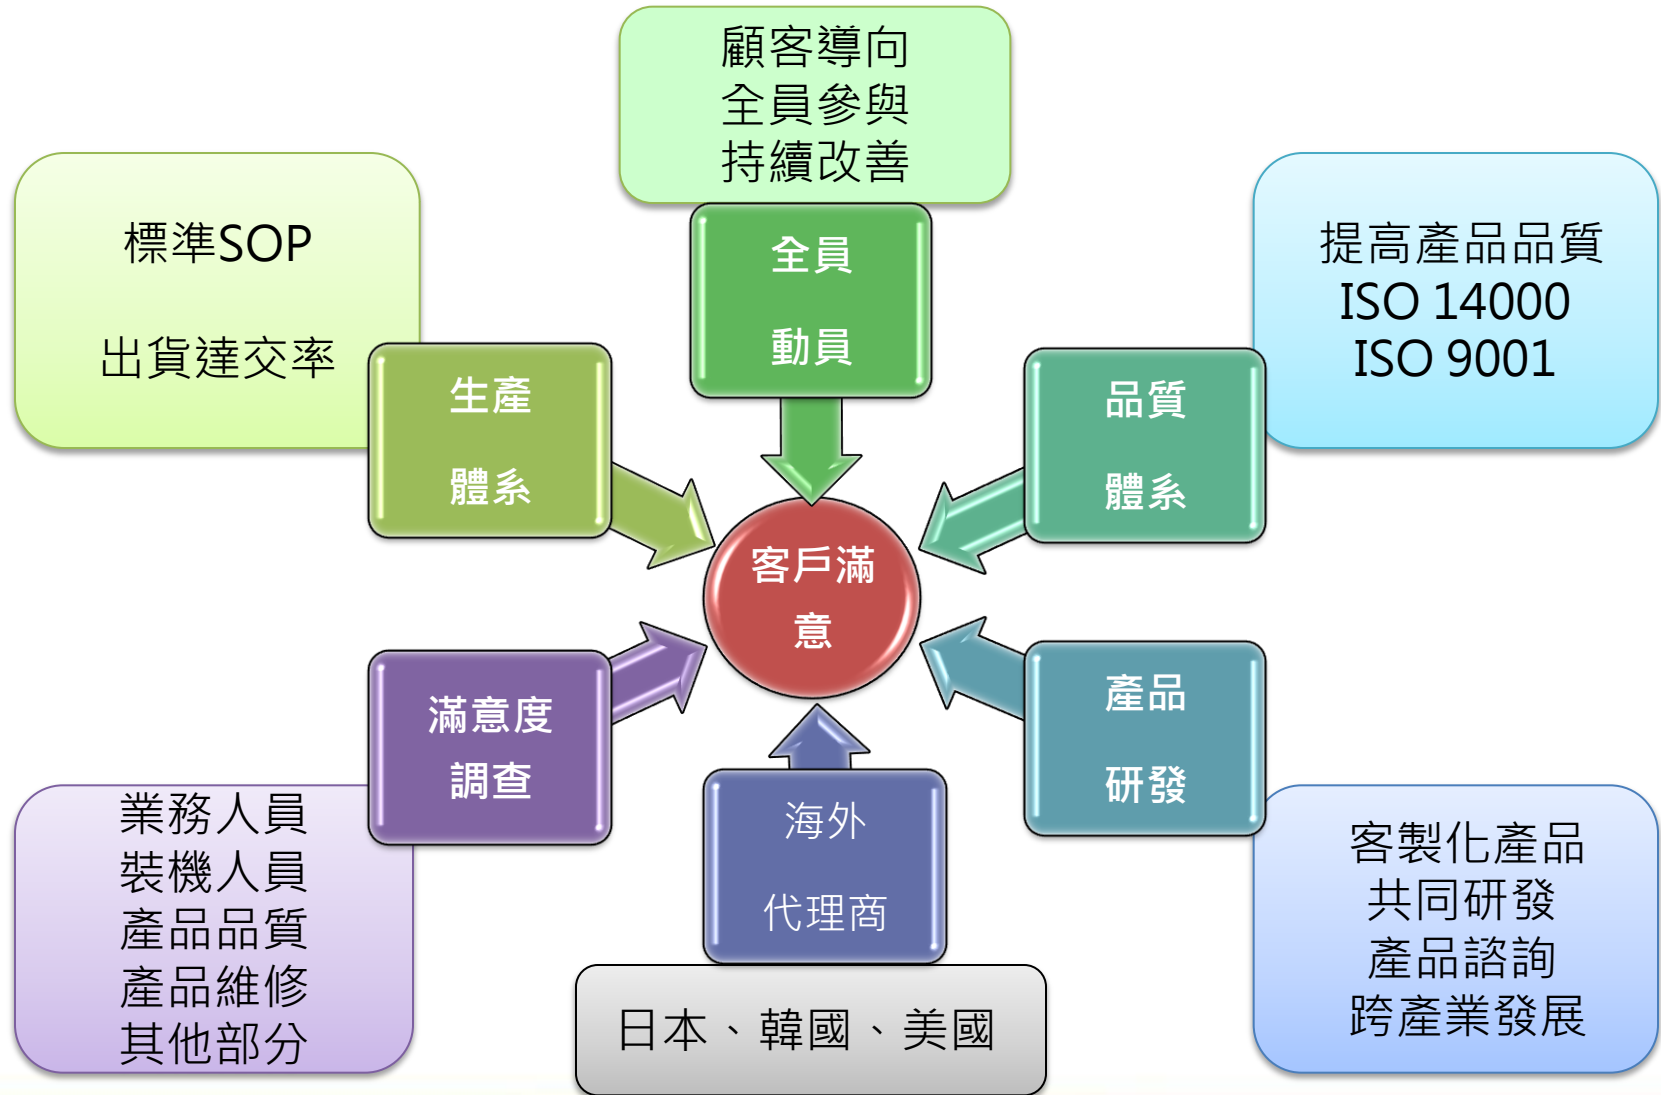 顧客導向
全員參與
持續改善
全員
動員
標準SOP
出貨達交率
生產
體系
提高產品品質
ISO 14000
ISO 9001
品質
體系
客戶滿
意
滿意度
調查
業務人員
裝機人員
產品品質
產品維修
其他部分
海外
代理商
日本、韓國、美國
產品
研發
客製化產品
共同研發
產品諮詢
跨產業發展